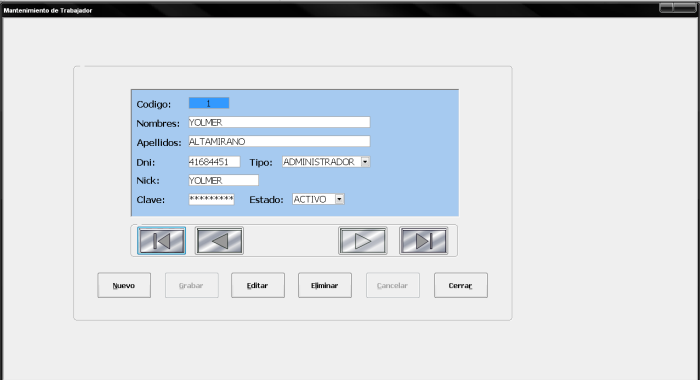 Mantenimiento de Trabajador
Codigo: 1
Nombres: YOLMER
Apellidos: ALTAMIRANO
Dni: 41684451 Tipo: ADMINISTRADOR
Nick: YOLMER
Clave: ********* Estado: ACTIVO
Nuevo Grabar Editar Eliminar Cancelar Cerrar